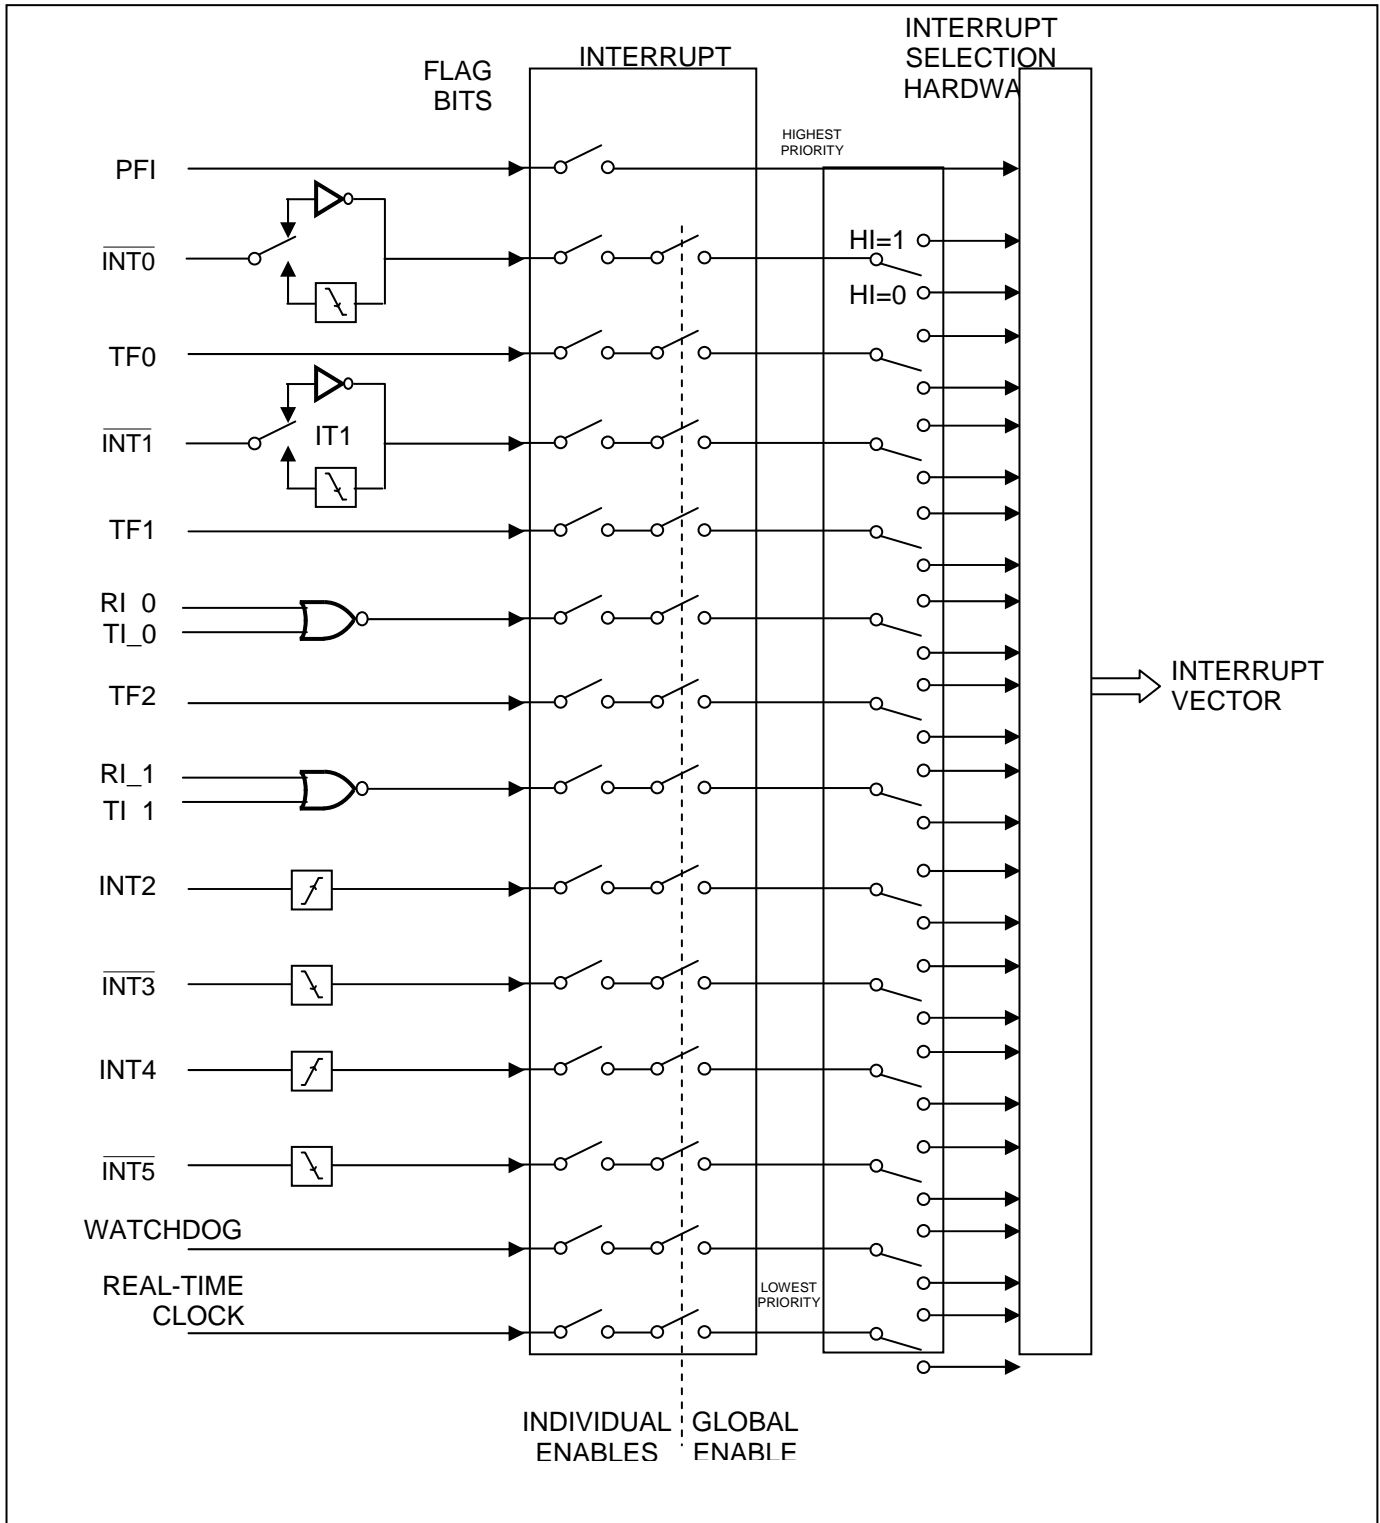 INTERRUPT
SELECTION
HARDWA
INTERRUPT
FLAG
BITS
HIGHEST
PRIORITY
PFI
INT0
HI=1
HI=0
TF0
INT1
IT1
TF1
RI 0
TI_0
TF2
INTERRUPT
VECTOR
RI_1
TI 1
INT2
INT3
INT4
INT5
WATCHDOG
REAL-TIME
CLOCK
LOWEST
PRIORITY
INDIVIDUAL
ENABLES
GLOBAL
ENABLE